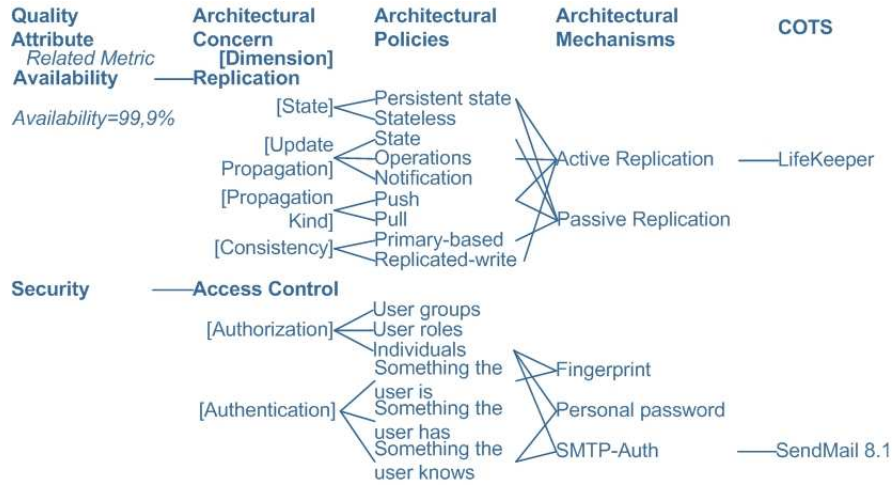 Quality Attribute
Architectural Concern
Architectural Policies
Architectural Mechanisms
COTS
Related Metric
[Dimension]
Availability
Replication
Availability=99,9%
[State]
Persistent state
Stateless
[Update Propagation]
State
Operations
Notification
[Propagation Kind]
Push
Pull
[Consistency]
Primary-based
Replicated-write
Active Replication
LifeKeeper
Passive Replication
Security
Access Control
[Authorization]
User groups
User roles
Individuals
[Authentication]
Something the
user is
Something the
user has
Something the
user knows
Fingerprint
Personal password
SMTP-Auth
SendMail 8.1